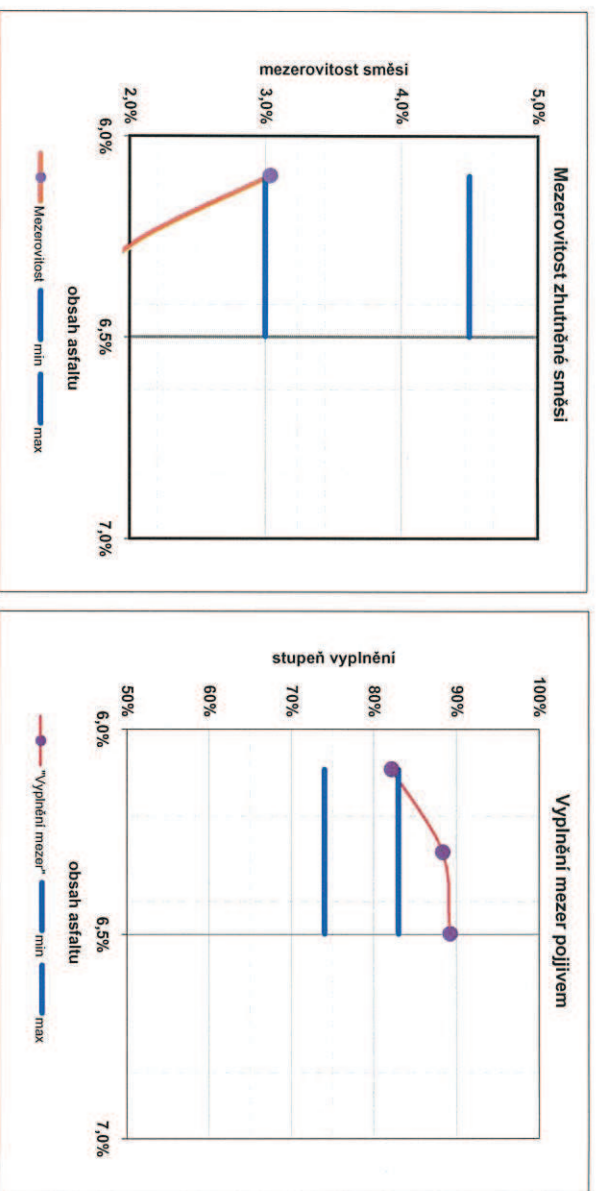 Mezerovitost zhutněné směsi
mezerovitost směsi
5,0%
4,0%
3,0%
2,0%
6,0%
6,5%
7,0%
obsah asfaltu
Mezerovitost
min
max
Vyplnění mezer pojjivem
stupeň vyplnění
100%
90%
80%
70%
60%
50%
6,0%
6,5%
7,0%
obsah asfaltu
"Vyplnění mezer"
min
max